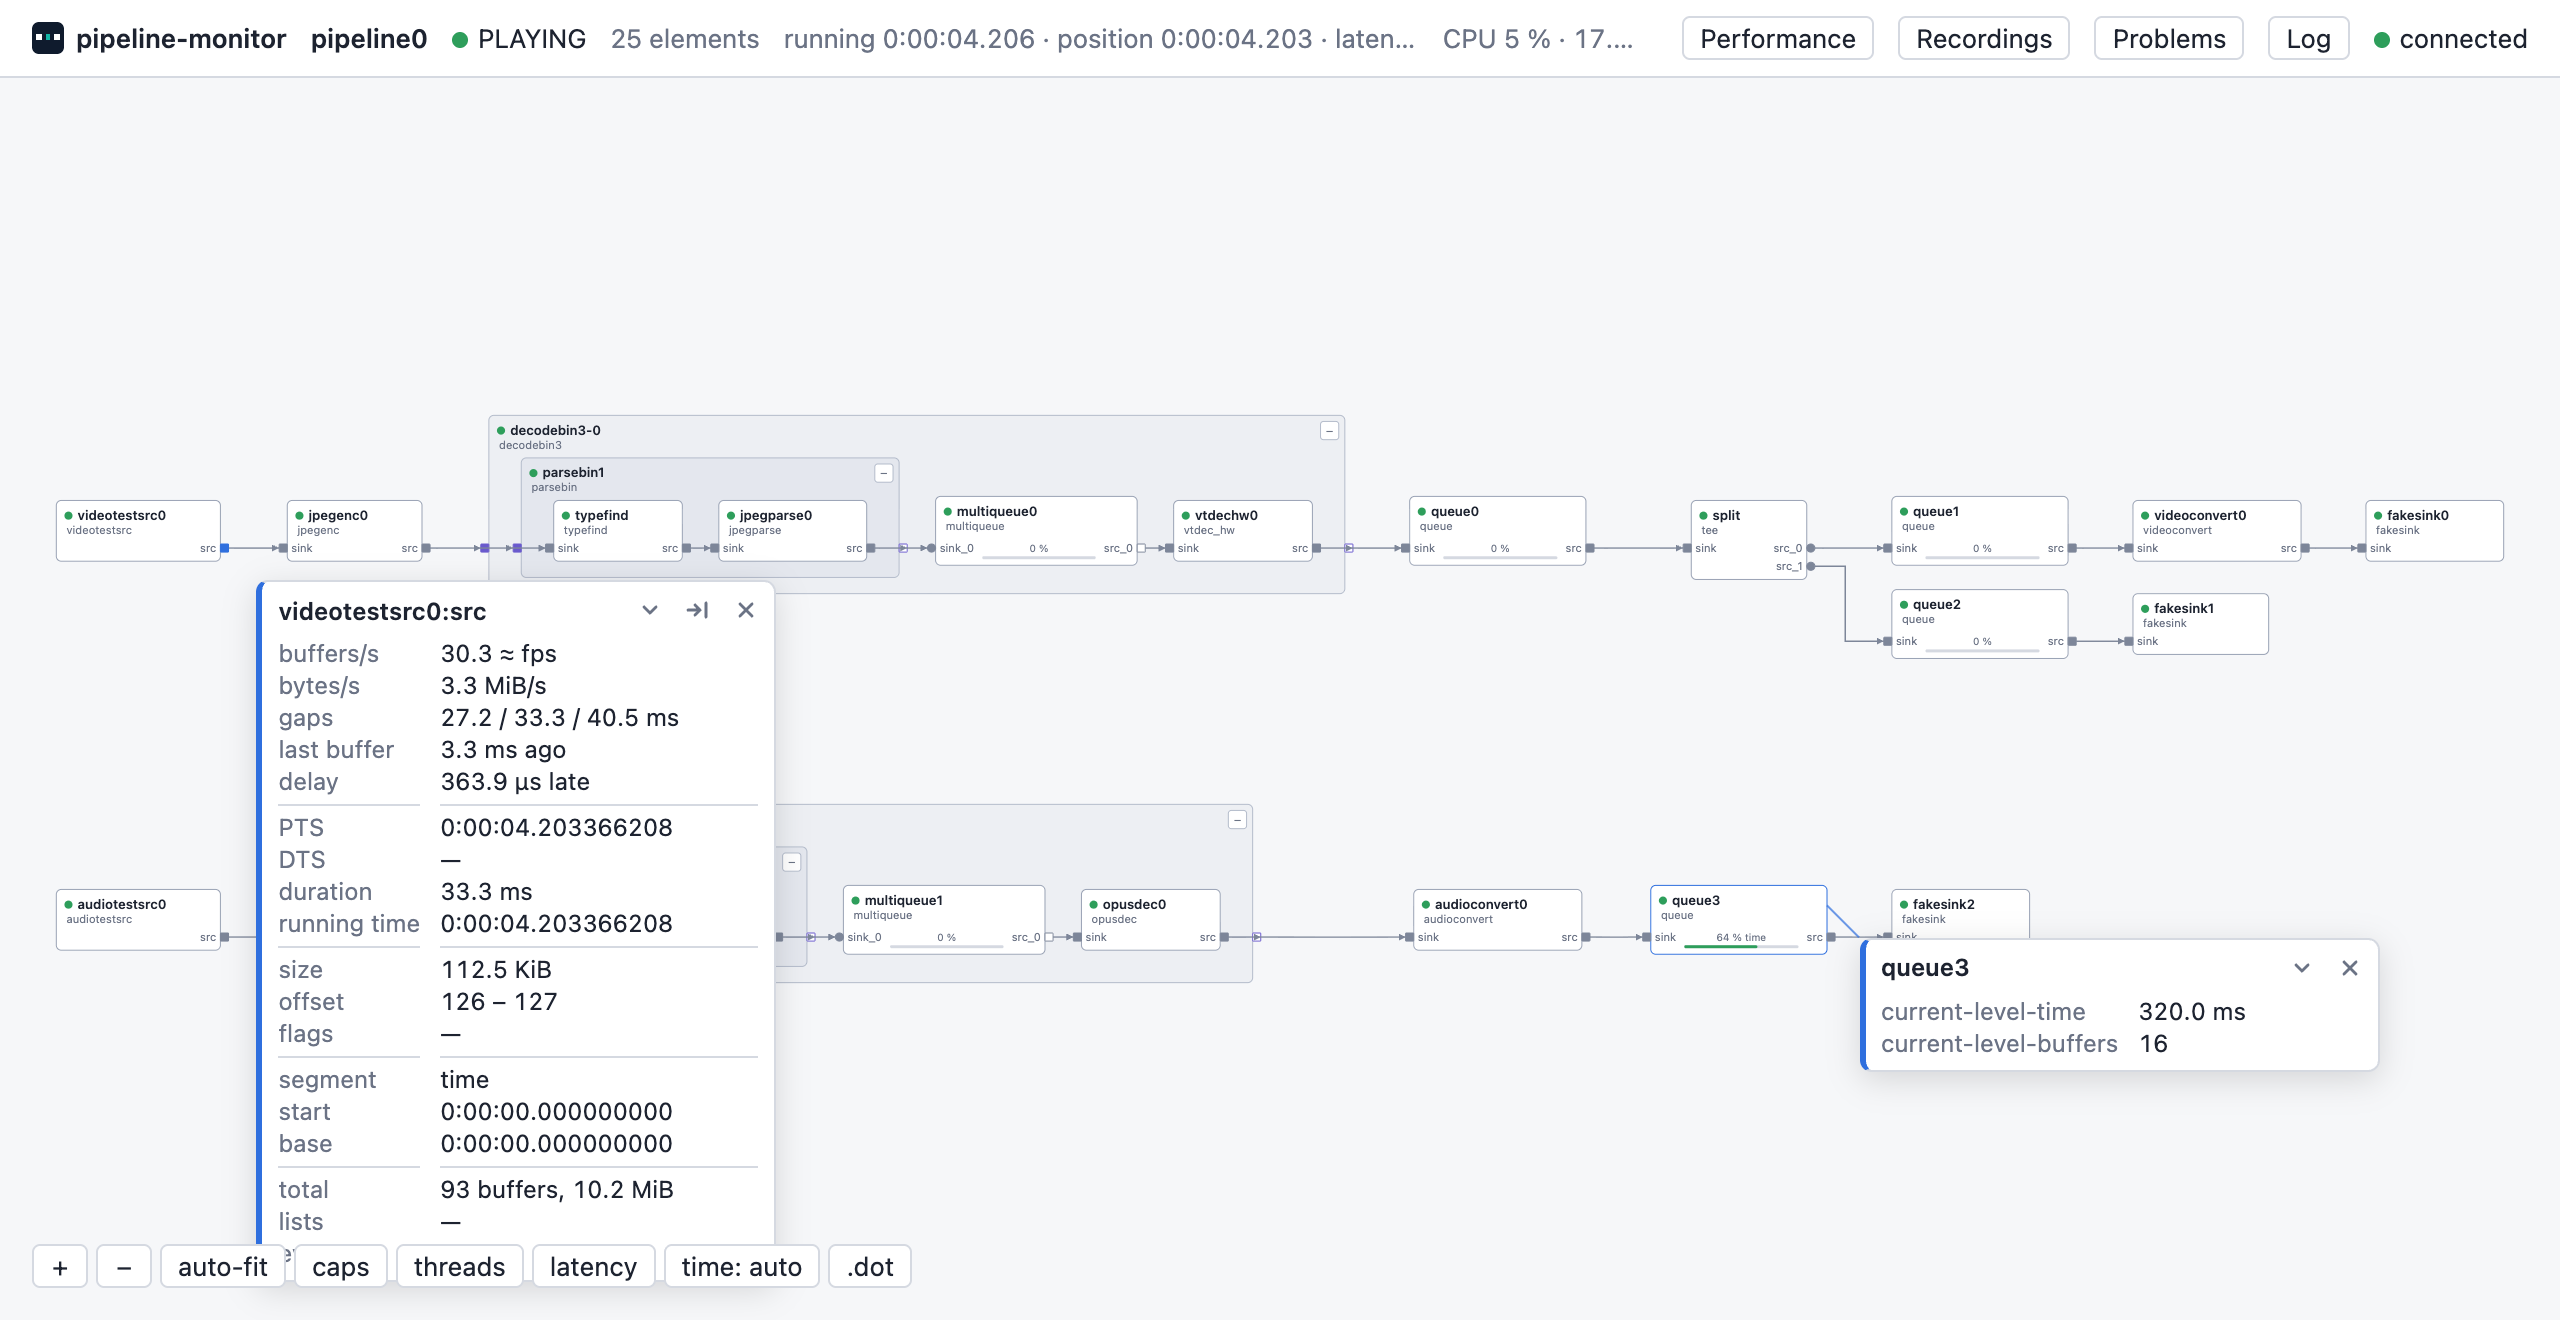 pipeline-monitor pipeline0 PLAYING 25 elements running 0:00:04.206 · position 0:00:04.203 · laten... CPU 5 % · 17.... Performance Recordings Problems Log connected
decodebin3-0
decodebin3
parsebin1
parsebin
videotestsrc0
videotestsrc
src
jpegenc0
jpegenc
sink src
typefind
typefind
sink src
jpegparse0
jpegparse
sink src
multiqueue0
multiqueue
sink_0 0 % src_0
vtdechw0
vtdec_hw
sink src
queue0
queue
sink 0 % src
split
tee
sink src_0
src_1
queue1
queue
sink 0 % src
videoconvert0
videoconvert
sink src
fakesink0
fakesink
sink
queue2
queue
sink 0 % src
fakesink1
fakesink
sink
videotestsrc0:src
buffers/s 30.3 ≈ fps
bytes/s 3.3 MiB/s
gaps 27.2 / 33.3 / 40.5 ms
last buffer 3.3 ms ago
delay 363.9 µs late
PTS 0:00:04.203366208
DTS —
duration 33.3 ms
running time 0:00:04.203366208
size 112.5 KiB
offset 126 – 127
flags —
segment time
start 0:00:00.000000000
base 0:00:00.000000000
total 93 buffers, 10.2 MiB
lists —
audiotestsrc0
audiotestsrc
src
multiqueue1
multiqueue
sink_0 0 % src_0
opusdec0
opusdec
sink src
audioconvert0
audioconvert
sink src
queue3
queue
sink 64 % time src
fakesink2
fakesink
sink
queue3
current-level-time 320.0 ms
current-level-buffers 16
+ – auto-fit caps threads latency time: auto .dot